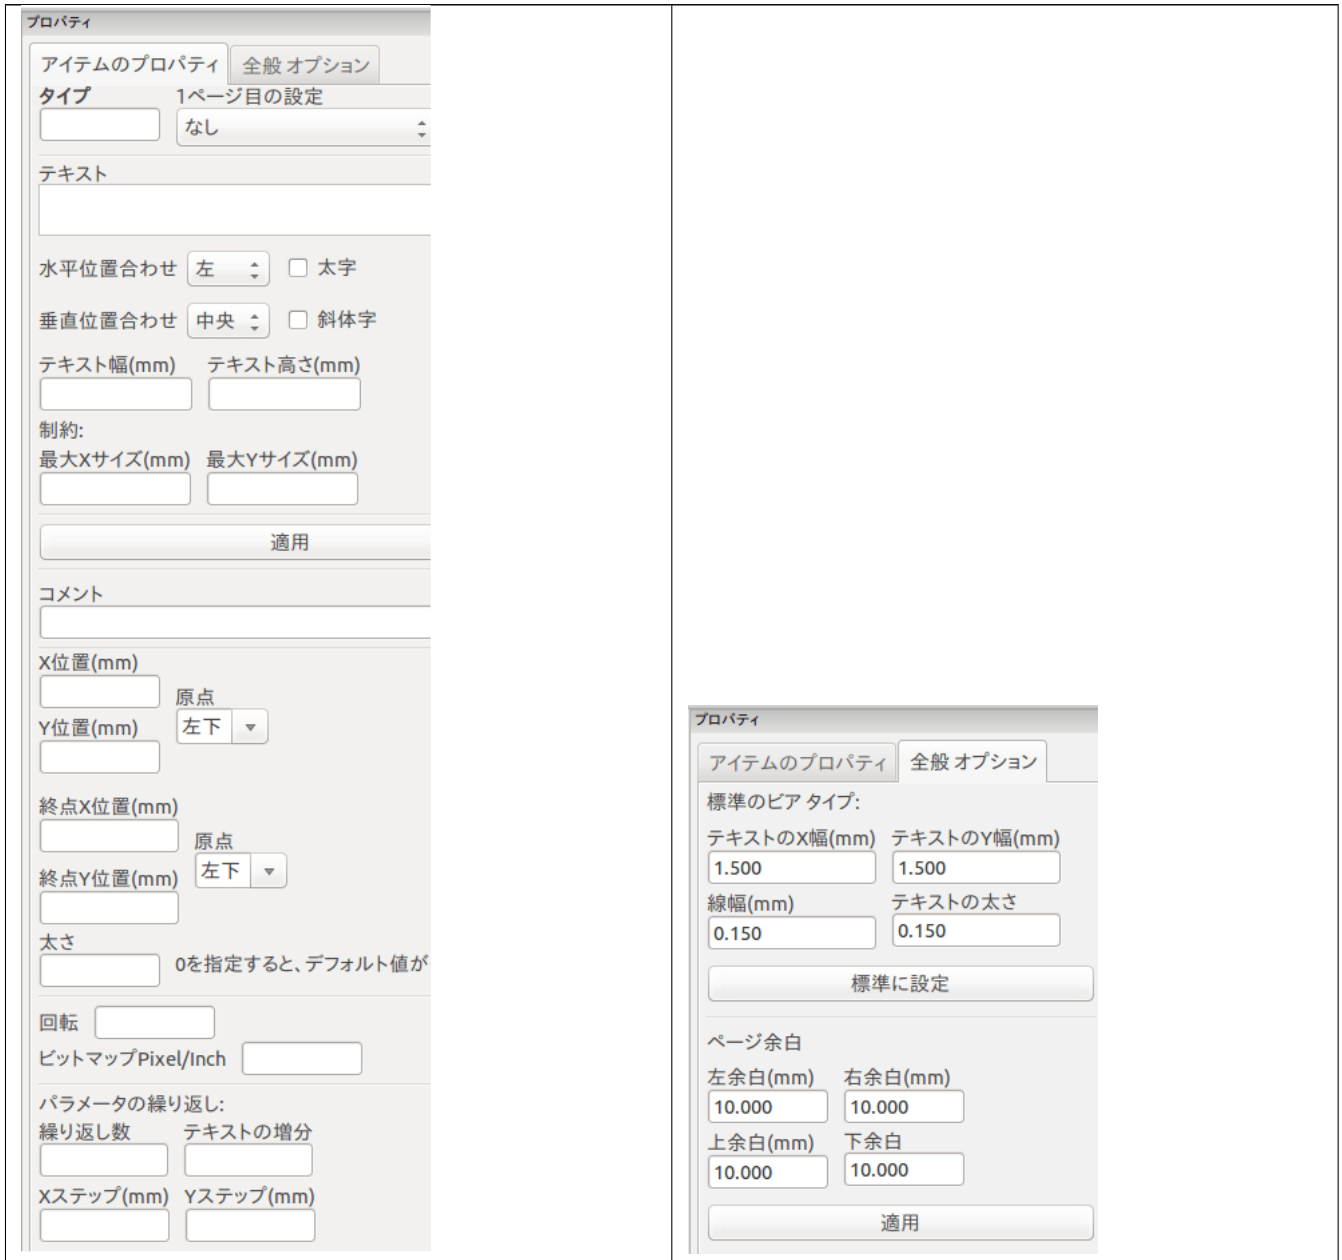 プロパティ
アイテムのプロパティ 全般 オプション
タイプ 1ページ目の設定
なし
テキスト
水平位置合わせ 左 太字
垂直位置合わせ 中央 斜体字
テキスト幅(mm) テキスト高さ(mm)
制約:
最大Xサイズ(mm) 最大Yサイズ(mm)
適用
コメント
X位置(mm)
原点
Y位置(mm) 左下
終点X位置(mm)
原点
終点Y位置(mm) 左下
太さ
0を指定すると、デフォルト値が
回転
ビットマップPixel/Inch
パラメータの繰り返し:
繰り返し数 テキストの増分
Xステップ(mm) Yステップ(mm)
プロパティ
アイテムのプロパティ 全般 オプション
標準のビア タイプ:
テキストのX幅(mm) テキストのY幅(mm)
1.500 1.500
線幅(mm) テキストの太さ
0.150 0.150
標準に設定
ページ余白
左余白(mm) 右余白(mm)
10.000 10.000
上余白(mm) 下余白
10.000 10.000
適用